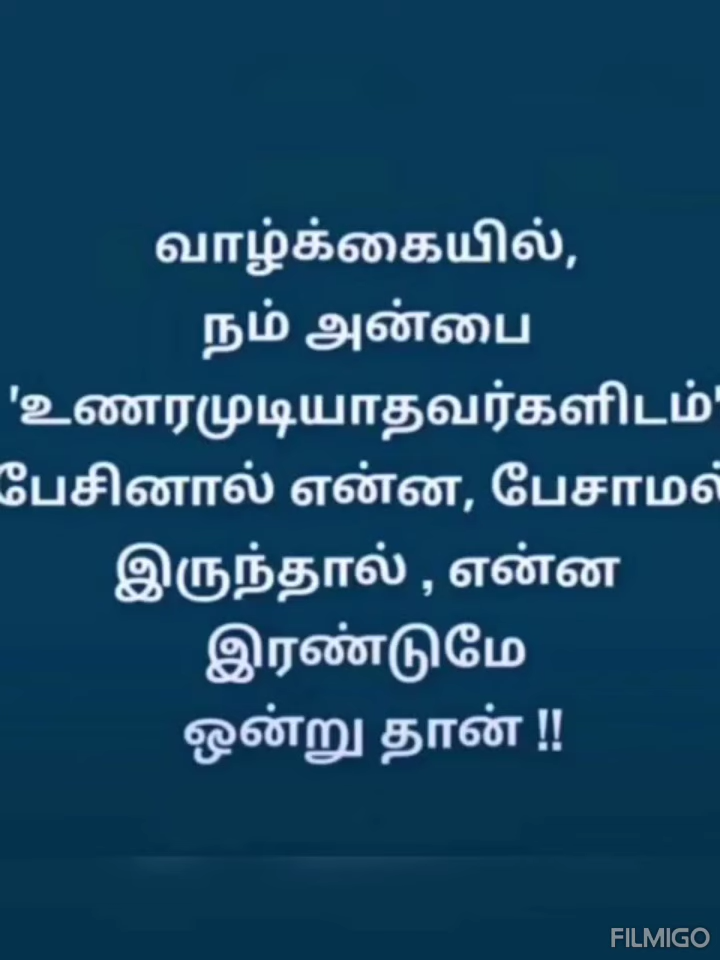 வாழ்க்கையில்,
நம் அன்பை
'உணரமுடியாதவர்களிடம்'
பேசினால் என்ன, பேசாமல்
இருந்தால் , என்ன
இரண்டுமே
ஒன்று தான் !!
FILMIGO